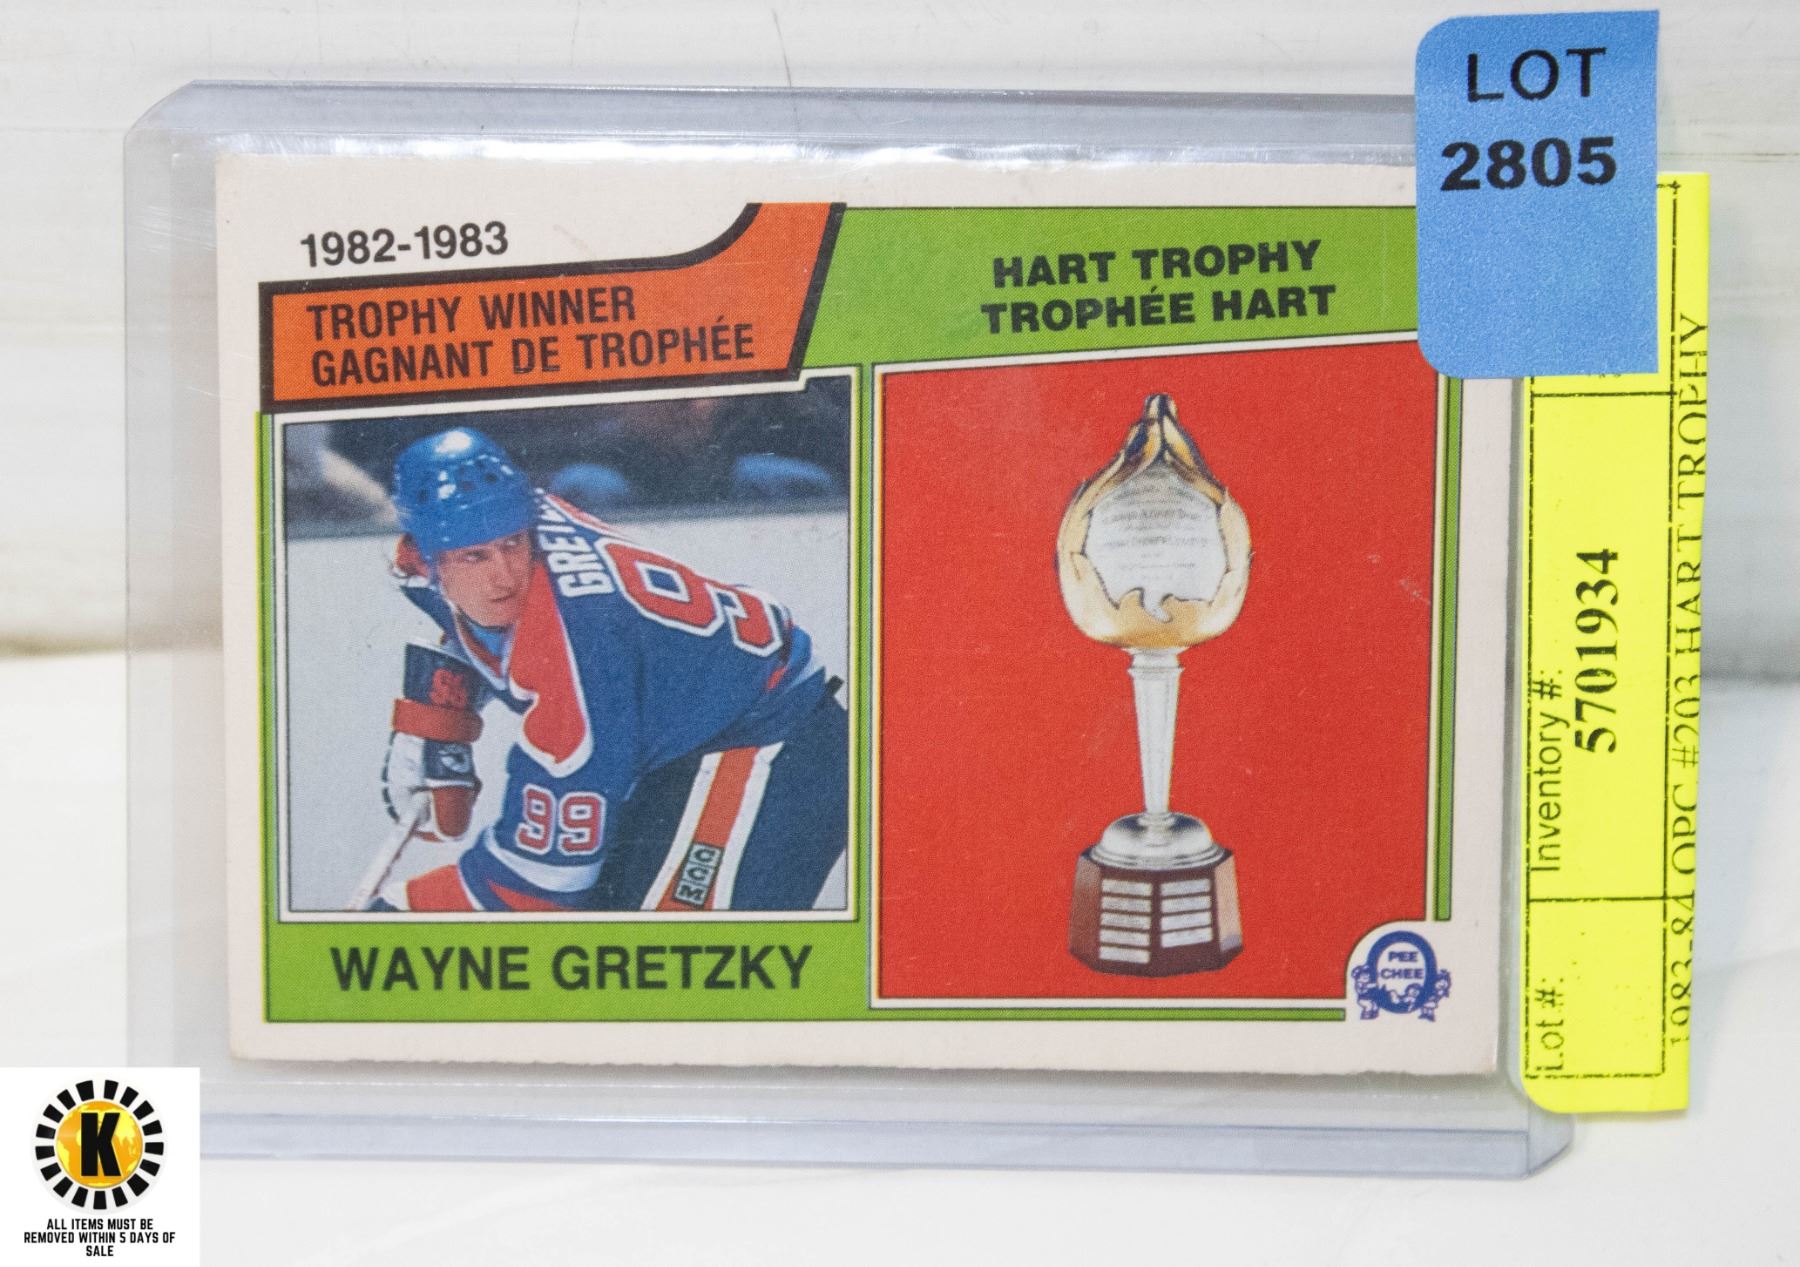 LOT
2805
1982-1983
TROPHY WINNER
GAGNANT DE TROPHÉE
HART TROPHY
TROPHÉE HART
GRETZ
99
99
99
CCM
WAYNE GRETZKY
PEE
CHEE
Lot #:
Inventory #:
5701934
1983-84 OPC #203 HART TROPHY
K
ALL ITEMS MUST BE
REMOVED WITHIN 5 DAYS OF
SALE